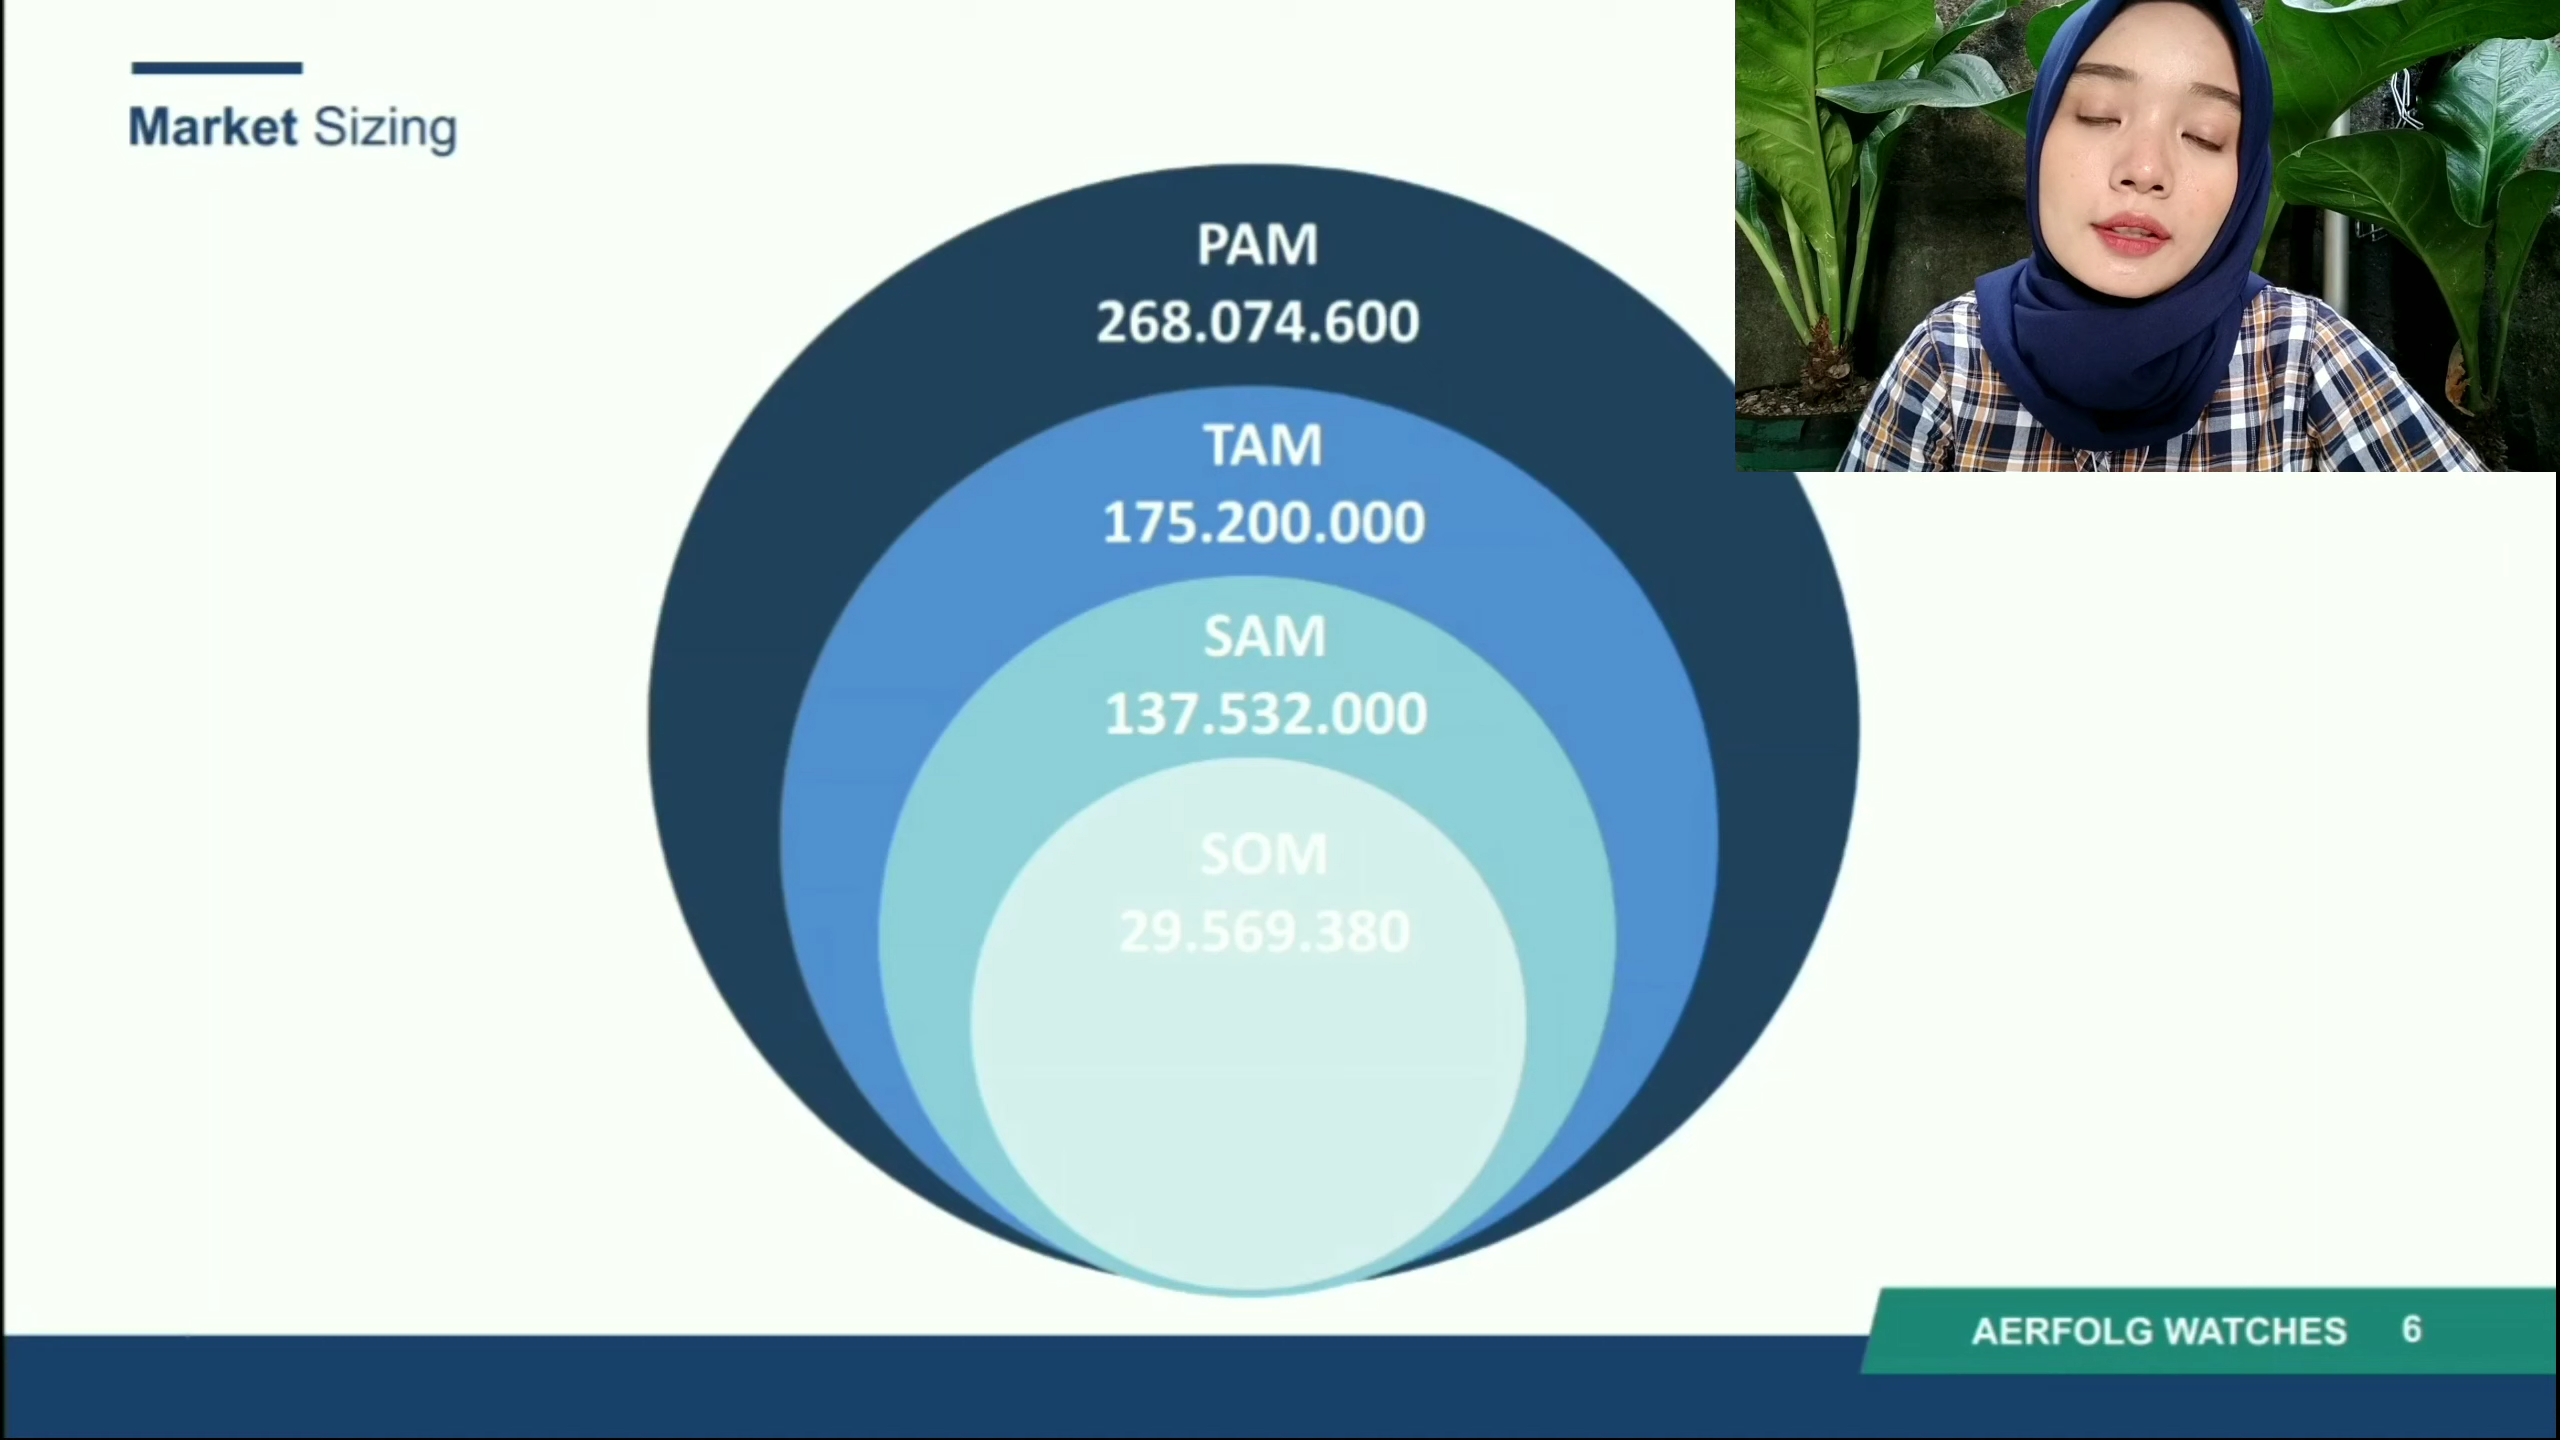 Market Sizing
PAM
268.074.600
TAM
175.200.000
SAM
137.532.000
SOM
29.569.380
AERFOLG WATCHES 6